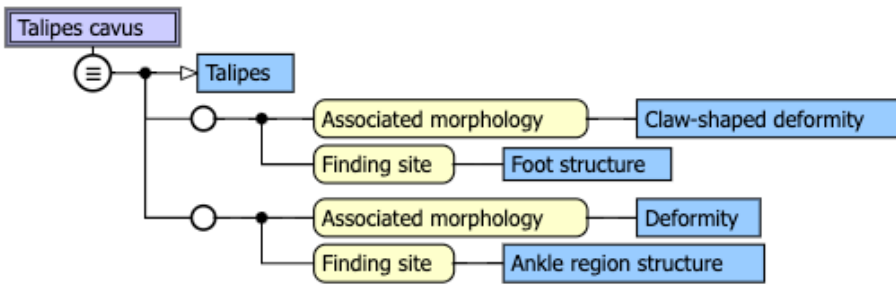 Talipes cavus
Talipes
Associated morphology Claw-shaped deformity
Finding site Foot structure
Associated morphology Deformity
Finding site Ankle region structure